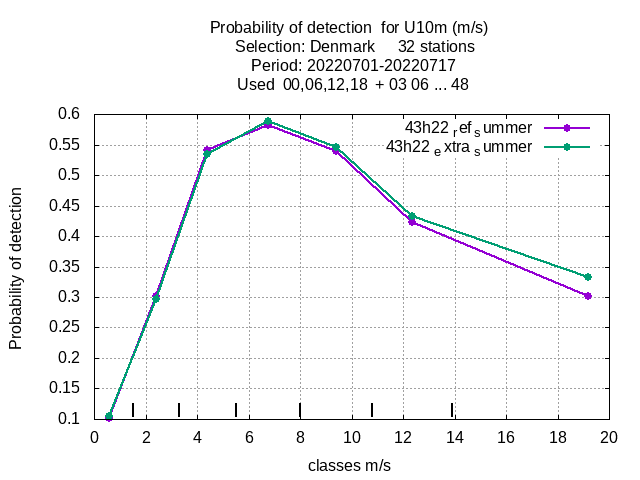 Probability of detection  for U10m (m/s)
Selection: Denmark     32 stations
Period: 20220701-20220717
Used  00,06,12,18  + 03 06 ... 48
43h22 ref summer
43h22 extra summer
Probability of detection
0.6
0.55
0.5
0.45
0.4
0.35
0.3
0.25
0.2
0.15
0.1
0 2 4 6 8 10 12 14 16 18 20
classes m/s